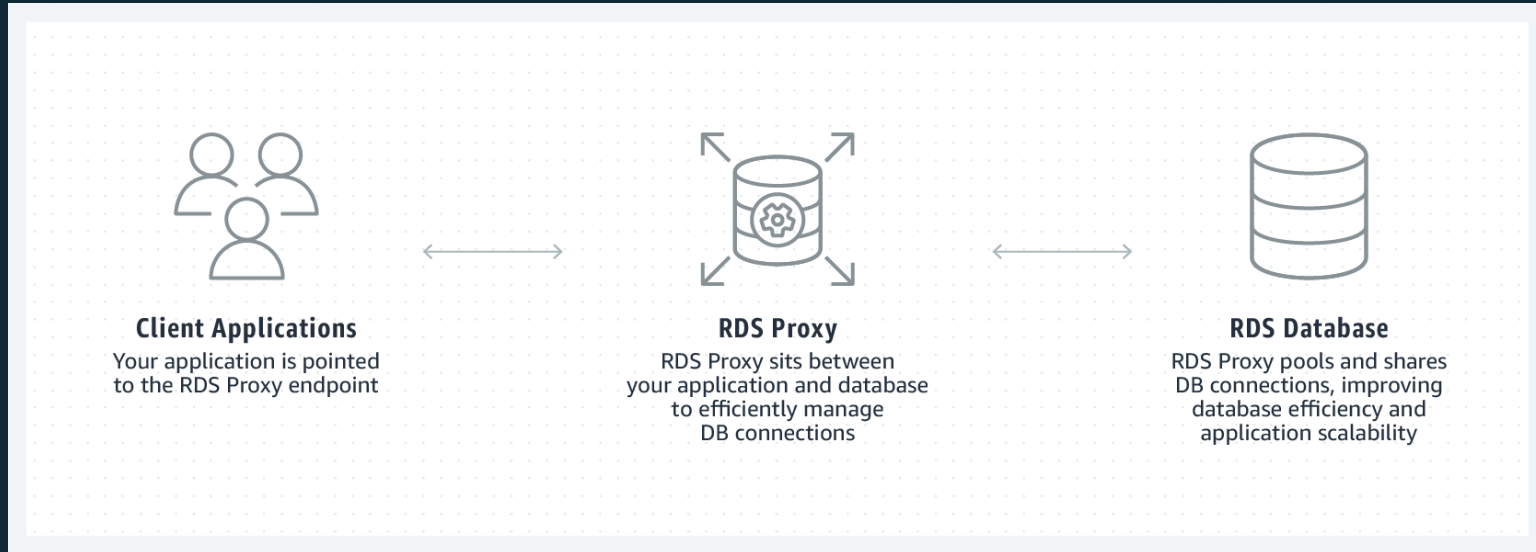 Client Applications
Your application is pointed
to the RDS Proxy endpoint
RDS Proxy
RDS Proxy sits between
your application and database
to efficiently manage
DB connections
RDS Database
RDS Proxy pools and shares
DB connections, improving
database efficiency and
application scalability